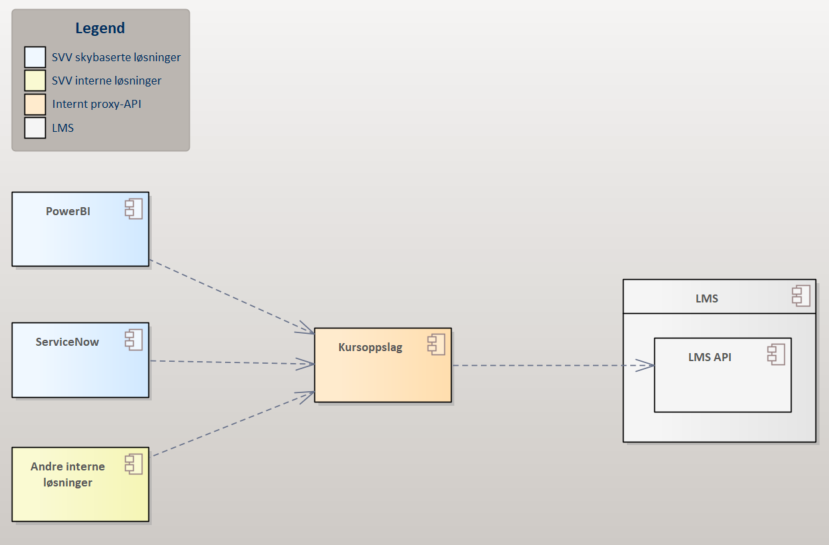 Legend
SVV skybaserte løsninger
SVV interne løsninger
Internt proxy-API
LMS
PowerBI
ServiceNow
Andre interne
løsninger
Kursoppslag
LMS
LMS API